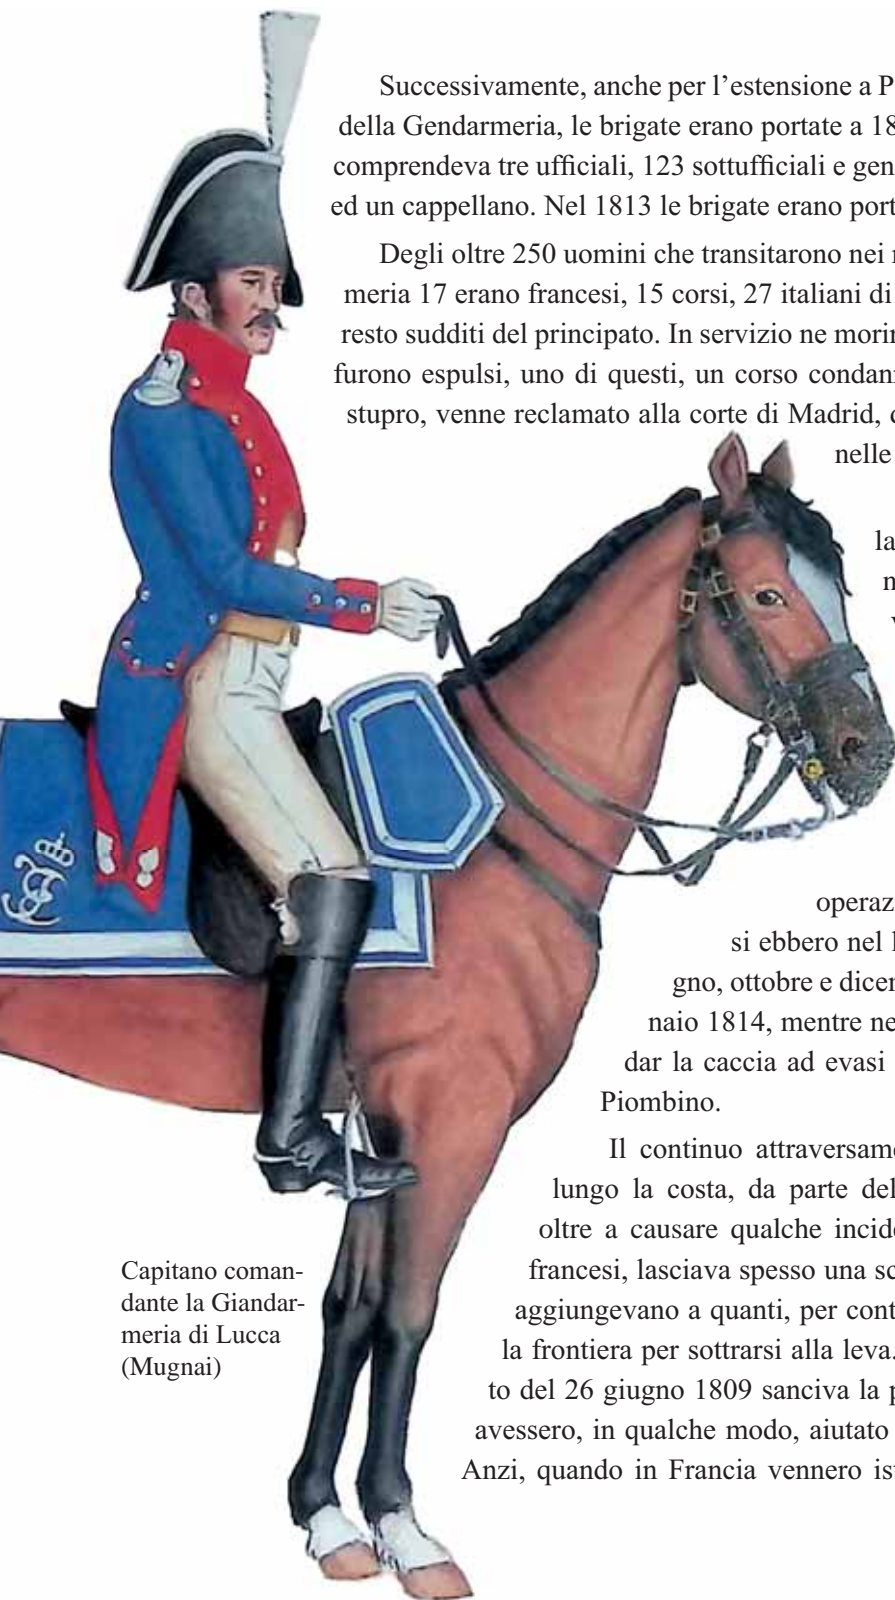 Successivamente, anche per l’estensione a P
della Gendarmeria, le brigate erano portate a 18
comprendeva tre ufficiali, 123 sottufficiali e gen
ed un cappellano. Nel 1813 le brigate erano port
Degli oltre 250 uomini che transitarono nei
meria 17 erano francesi, 15 corsi, 27 italiani di
resto sudditi del principato. In servizio ne morir
furono espulsi, uno di questi, un corso condan
stupro, venne reclamato alla corte di Madrid,
nelle
la
operaz
si ebbero nel
gno, ottobre e dicem
naio 1814, mentre ne
dar la caccia ad evasi
Piombino.
Il continuo attraversame
lungo la costa, da parte del
oltre a causare qualche incide
francesi, lasciava spesso una sc
aggiungevano a quanti, per cont
la frontiera per sottrarsi alla leva.
to del 26 giugno 1809 sanciva la p
avessero, in qualche modo, aiutato
Anzi, quando in Francia vennero ist
Capitano coman-
dante la Giandar-
meria di Lucca
(Mugnai)